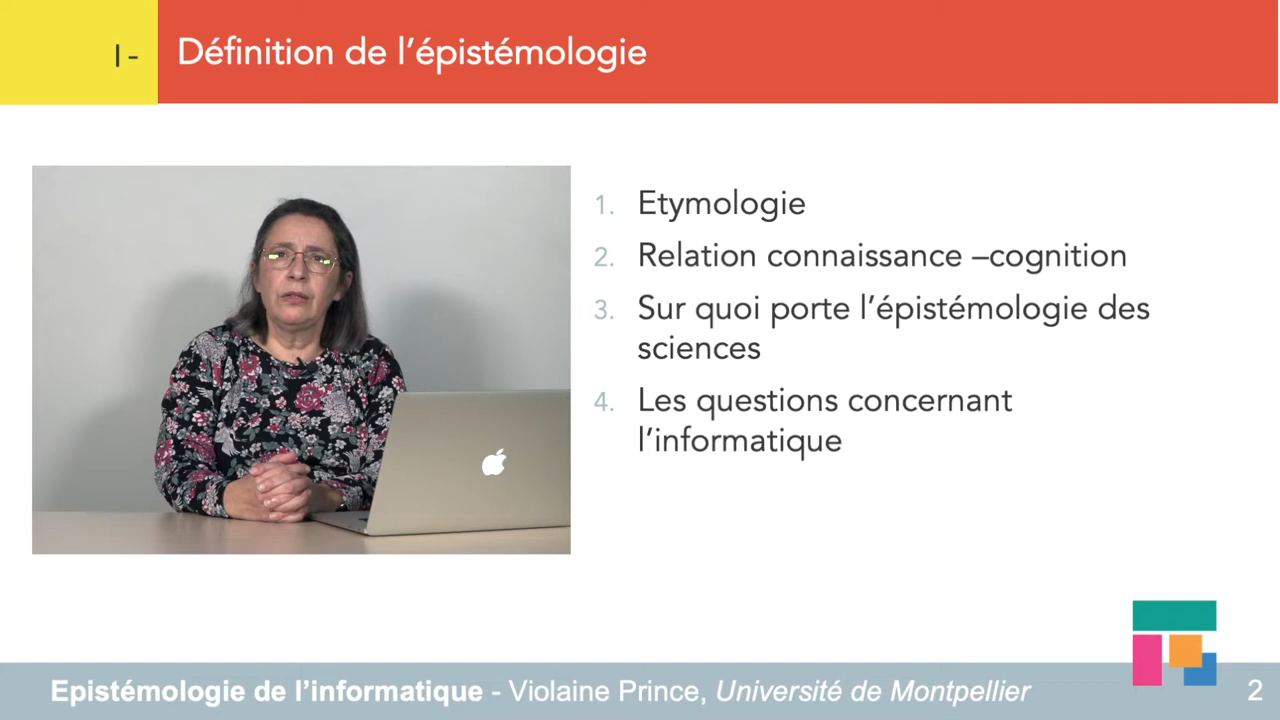 I-
Définition de l’épistémologie
1. Etymologie
2. Relation connaissance –cognition
3. Sur quoi porte l’épistémologie des
sciences
4. Les questions concernant
l’informatique
Epistémologie de l’informatique - Violaine Prince, Université de Montpellier
2